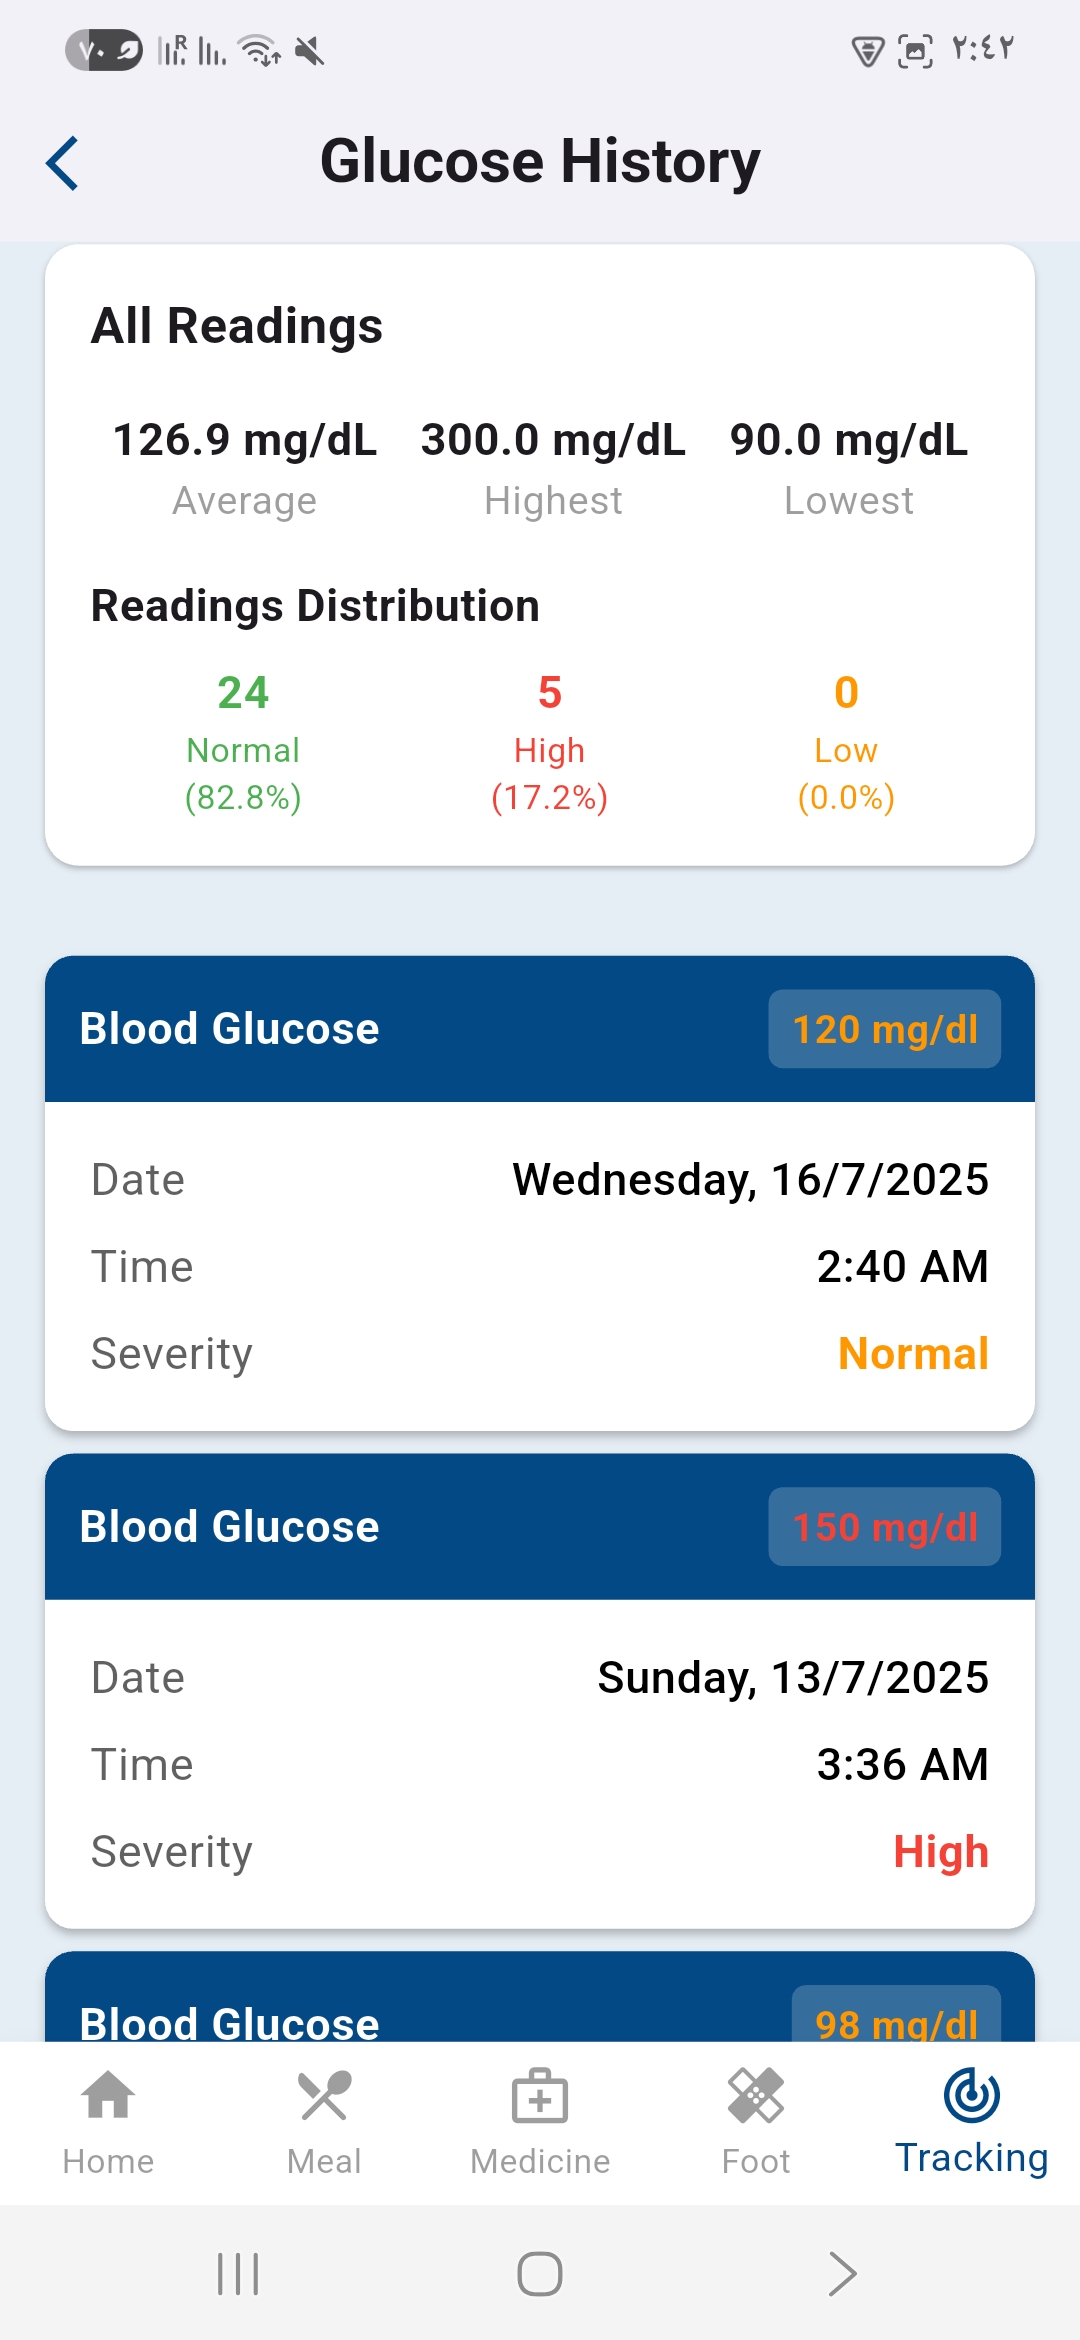 ٧٠ R ٢:٤٢
Glucose History
All Readings
126.9 mg/dL 300.0 mg/dL 90.0 mg/dL
Average Highest Lowest
Readings Distribution
24 5 0
Normal High Low
(82.8%) (17.2%) (0.0%)
Blood Glucose 120 mg/dl
Date Wednesday, 16/7/2025
Time 2:40 AM
Severity Normal
Blood Glucose 150 mg/dl
Date Sunday, 13/7/2025
Time 3:36 AM
Severity High
Blood Glucose 98 mg/dl
Home Meal Medicine Foot Tracking